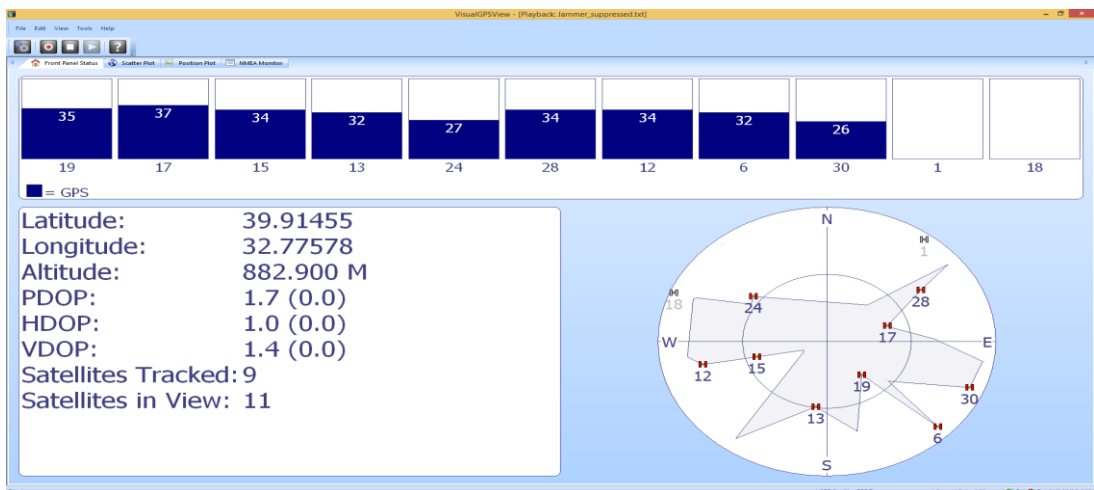 VisualGPSView - [Playback: Jammer_suppressed.txt]
File Edit View Tools Help
Front Panel Status Scatter Plot Position Plot NMEA Monitor
35 37 34 32 27 34 34 32 26
19 17 15 13 24 28 12 6 30 1 18
= GPS
Latitude: 39.91455
Longitude: 32.77578
Altitude: 882.900 M
PDOP: 1.7 (0.0)
HDOP: 1.0 (0.0)
VDOP: 1.4 (0.0)
Satellites Tracked: 9
Satellites in View: 11
N
1
28
18
24
17
W
E
12
15
19
30
13
6
S